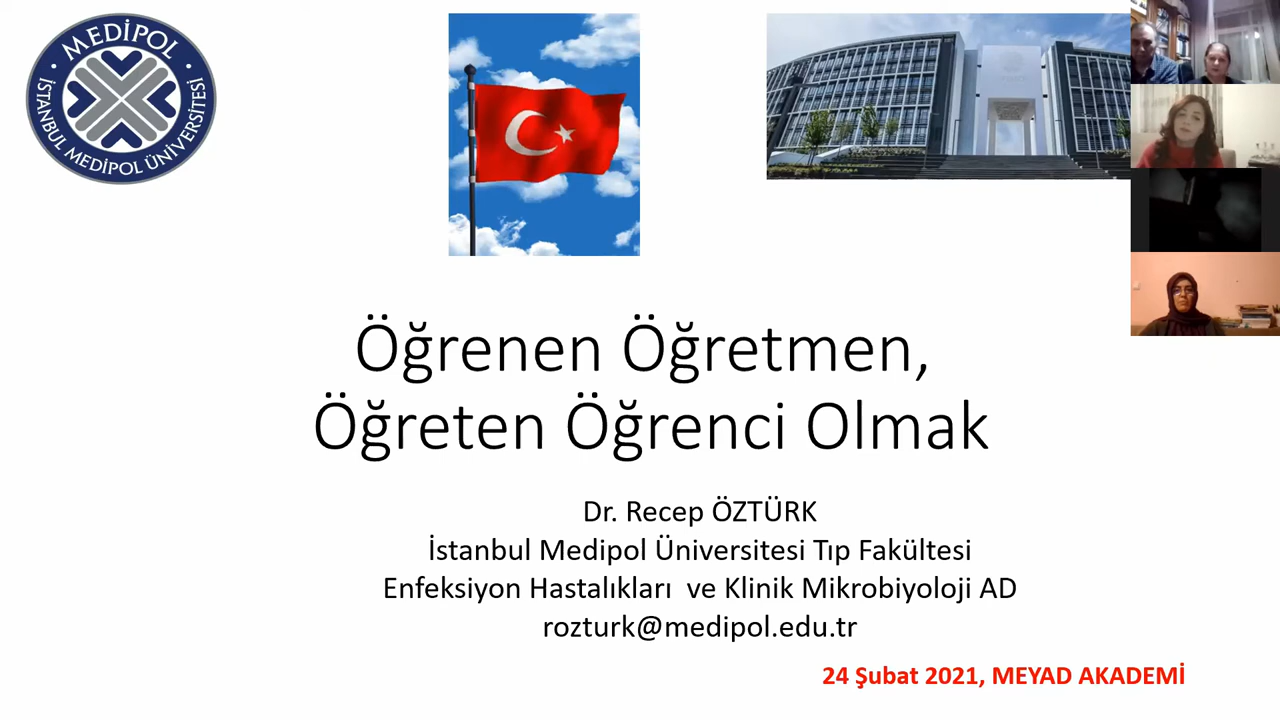 MEDİPOL
İSTANBUL MEDİPOL ÜNİVERSİTESİ
Öğrenen Öğretmen,
Öğreten Öğrenci Olmak
Dr. Recep ÖZTÜRK
İstanbul Medipol Üniversitesi Tıp Fakültesi
Enfeksiyon Hastalıkları ve Klinik Mikrobiyoloji AD
rozturk@medipol.edu.tr
24 Şubat 2021, MEYAD AKADEMİ